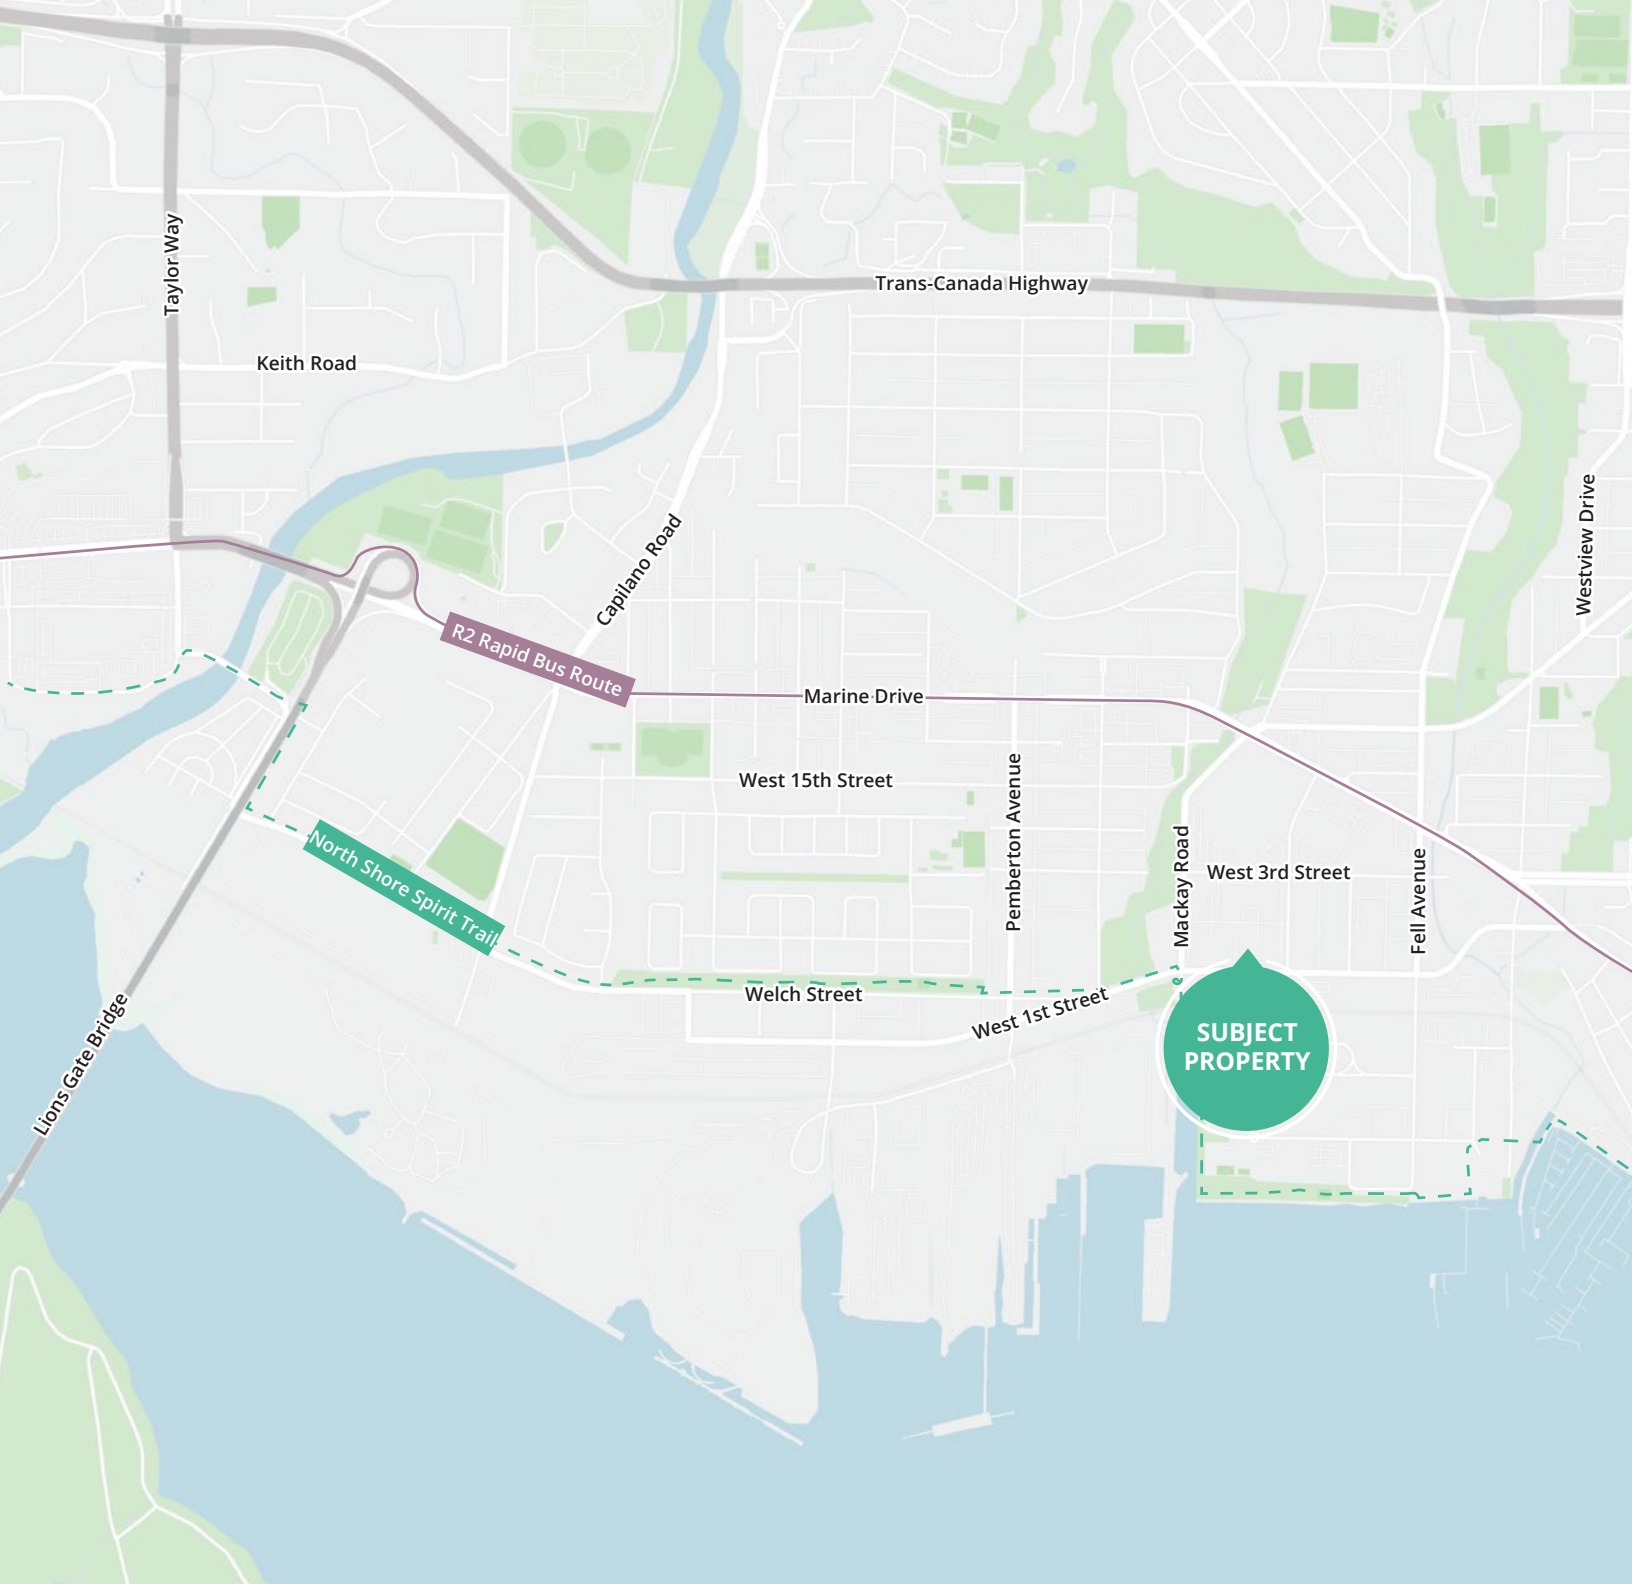 Taylor Way
Trans-Canada Highway
Keith Road
Capilano Road
Westview Drive
R2 Rapid Bus Route
Marine Drive
West 15th Street
Pemberton Avenue
Mackay Road
West 3rd Street
Fell Avenue
North Shore Spirit Trail
Welch Street
West 1st Street
SUBJECT
PROPERTY
Lions Gate Bridge